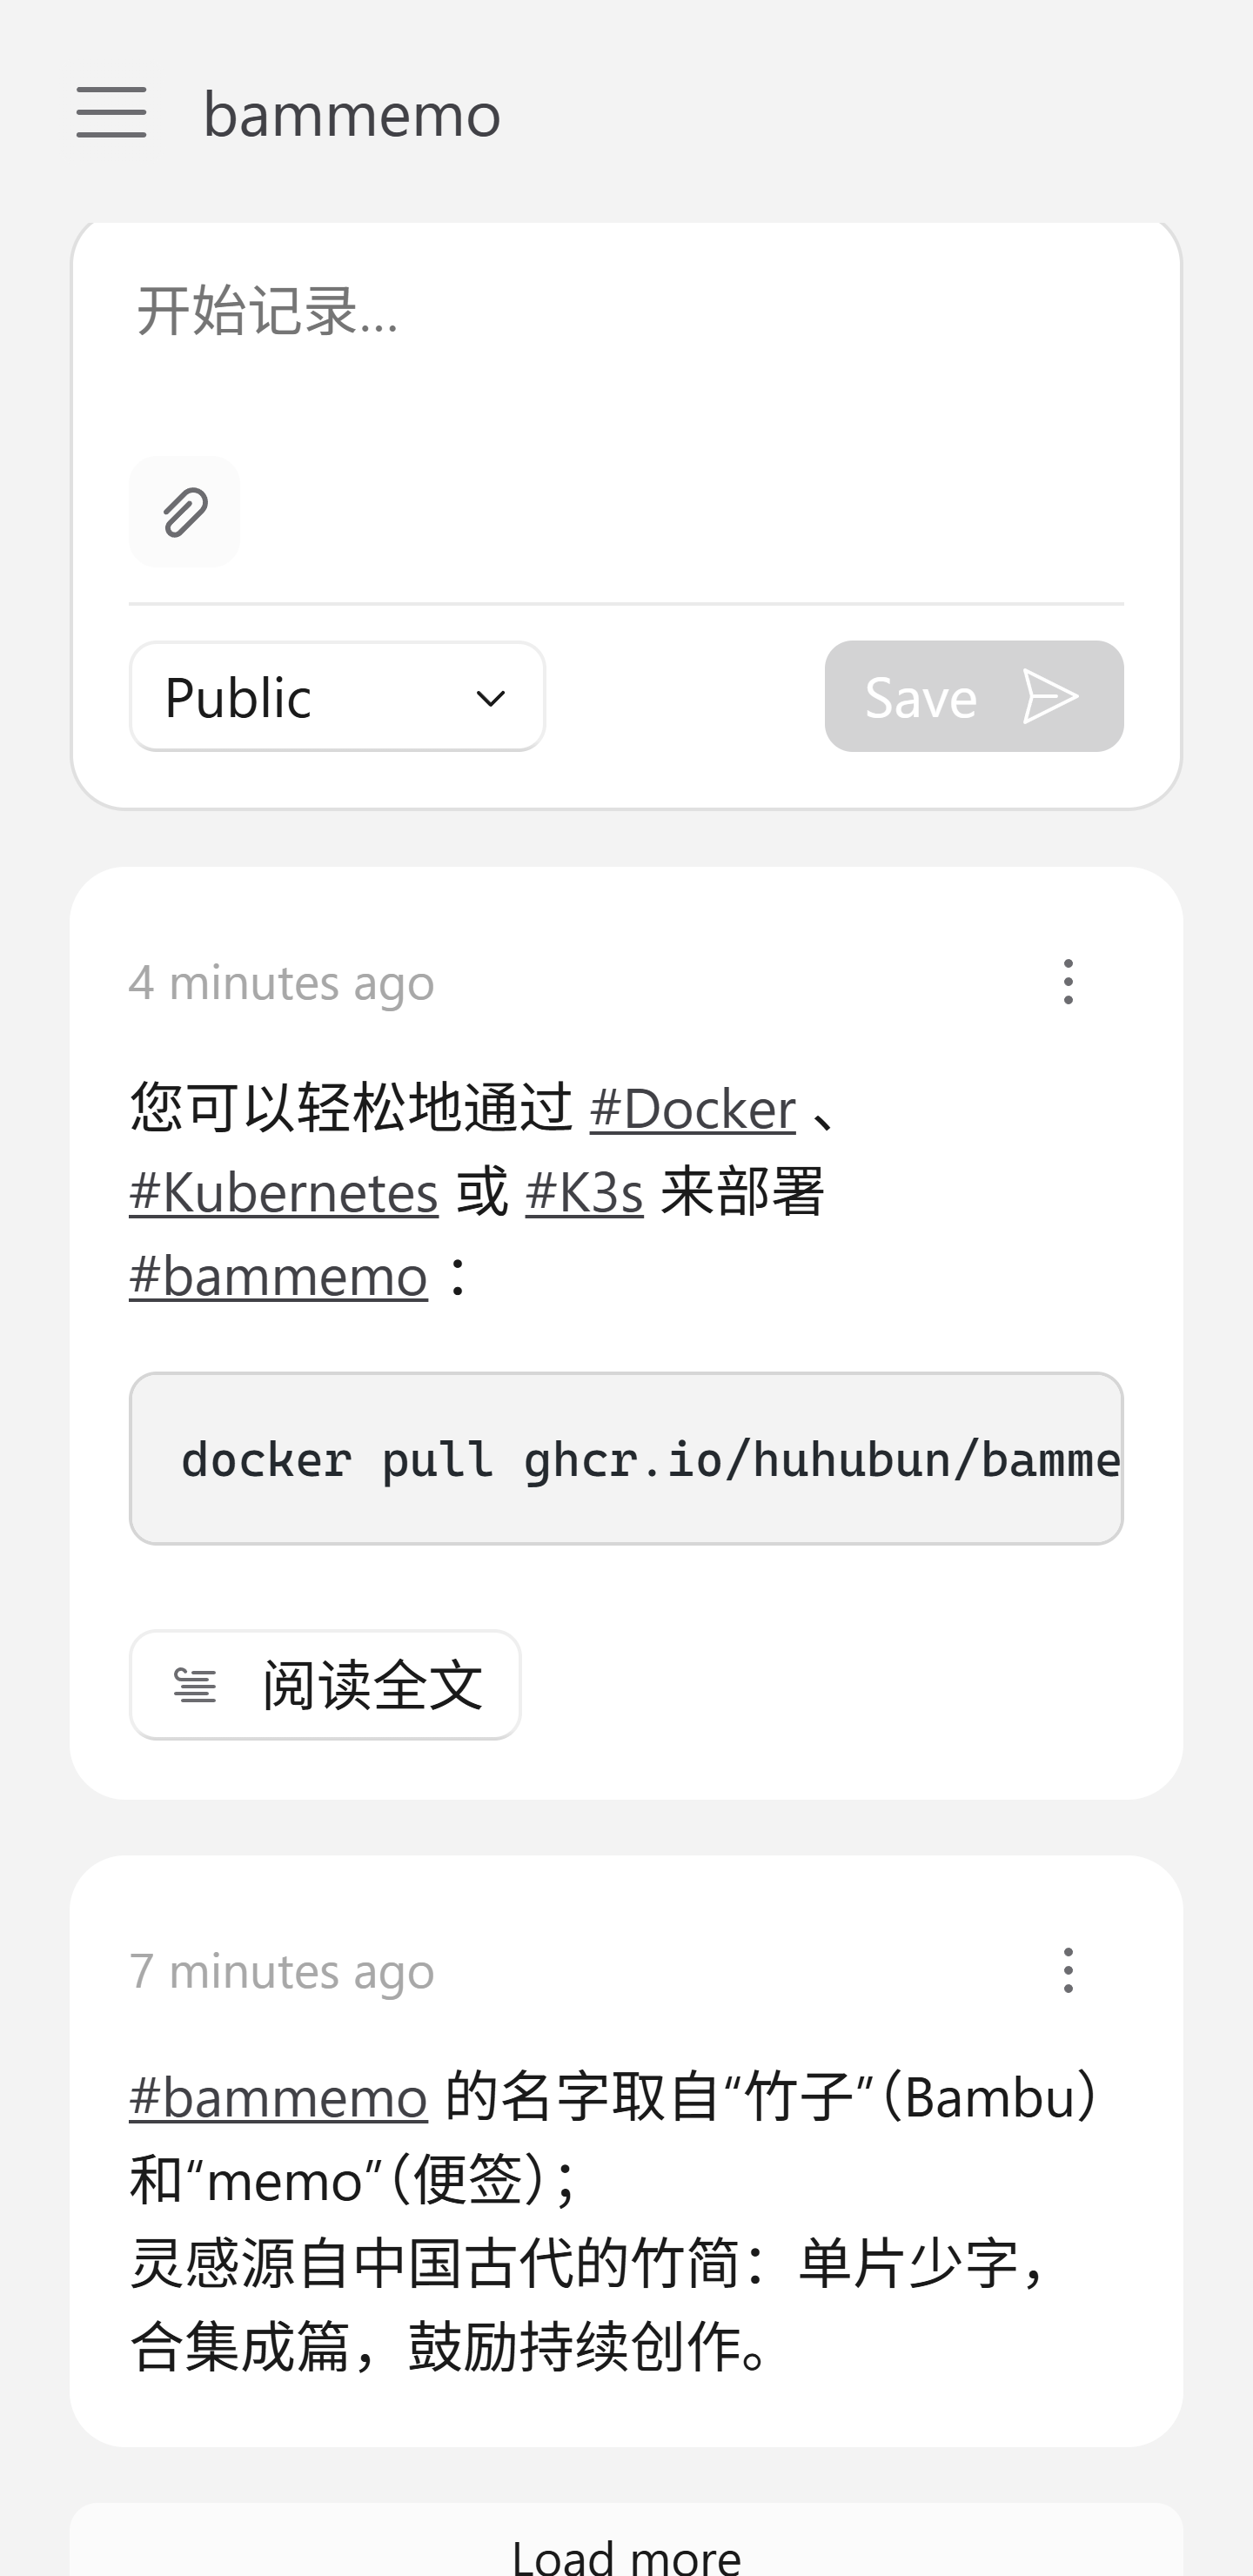 bammemo
开始记录...
Public
Save
4 minutes ago
您可以轻松地通过 #Docker 、
#Kubernetes 或 #K3s 来部署
#bammemo ：
docker pull ghcr.io/huhubun/bamme
阅读全文
7 minutes ago
#bammemo 的名字取自“竹子”（Bambu）
和“memo”（便签）；
灵感源自中国古代的竹简：单片少字，
合集成篇，鼓励持续创作。
Load more